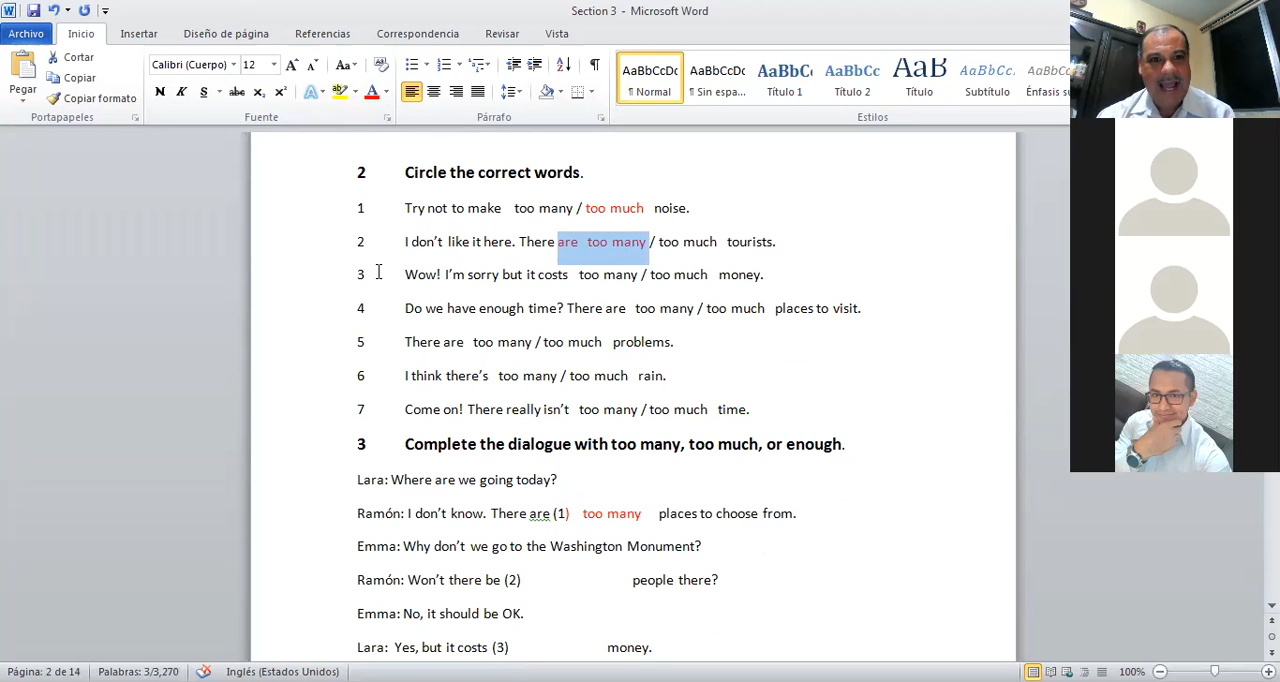 Section 3 - Microsoft Word
Archivo Inicio Insertar Diseño de página Referencias Correspondencia Revisar Vista
Pegar
Cortar
Copiar
Copiar formato
Portapapeles
Calibri (Cuerpo) 12
N K S abc x₂ x² A
Fuente
Párrafo
AaBbCcDc AaBbCcDc AaBbC AaBbCc AaB AaBbCc AaBbCc
¶ Normal ¶ Sin espa... Título 1 Título 2 Título Subtítulo Énfasis su
Estilos
2 Circle the correct words.
1 Try not to make too many / too much noise.
2 I don’t like it here. There are too many / too much tourists.
3 Wow! I’m sorry but it costs too many / too much money.
4 Do we have enough time? There are too many / too much places to visit.
5 There are too many / too much problems.
6 I think there’s too many / too much rain.
7 Come on! There really isn’t too many / too much time.
3 Complete the dialogue with too many, too much, or enough.
Lara: Where are we going today?
Ramón: I don’t know. There are (1) too many places to choose from.
Emma: Why don’t we go to the Washington Monument?
Ramón: Won’t there be (2) people there?
Emma: No, it should be OK.
Lara: Yes, but it costs (3) money.
Página: 2 de 14 Palabras: 3/3,270 Inglés (Estados Unidos) 100%